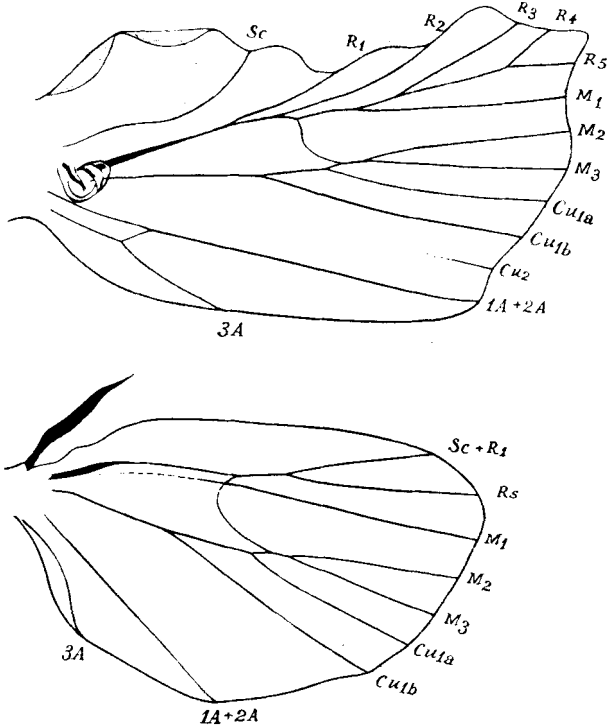 Sc
R1
R2
R3
R4
R5
M1
M2
M3
Cu1a
Cu1b
Cu2
1A+2A
3A
Sc + R1
Rs
M1
M2
M3
Cu1a
Cu1b
1A+2A
3A